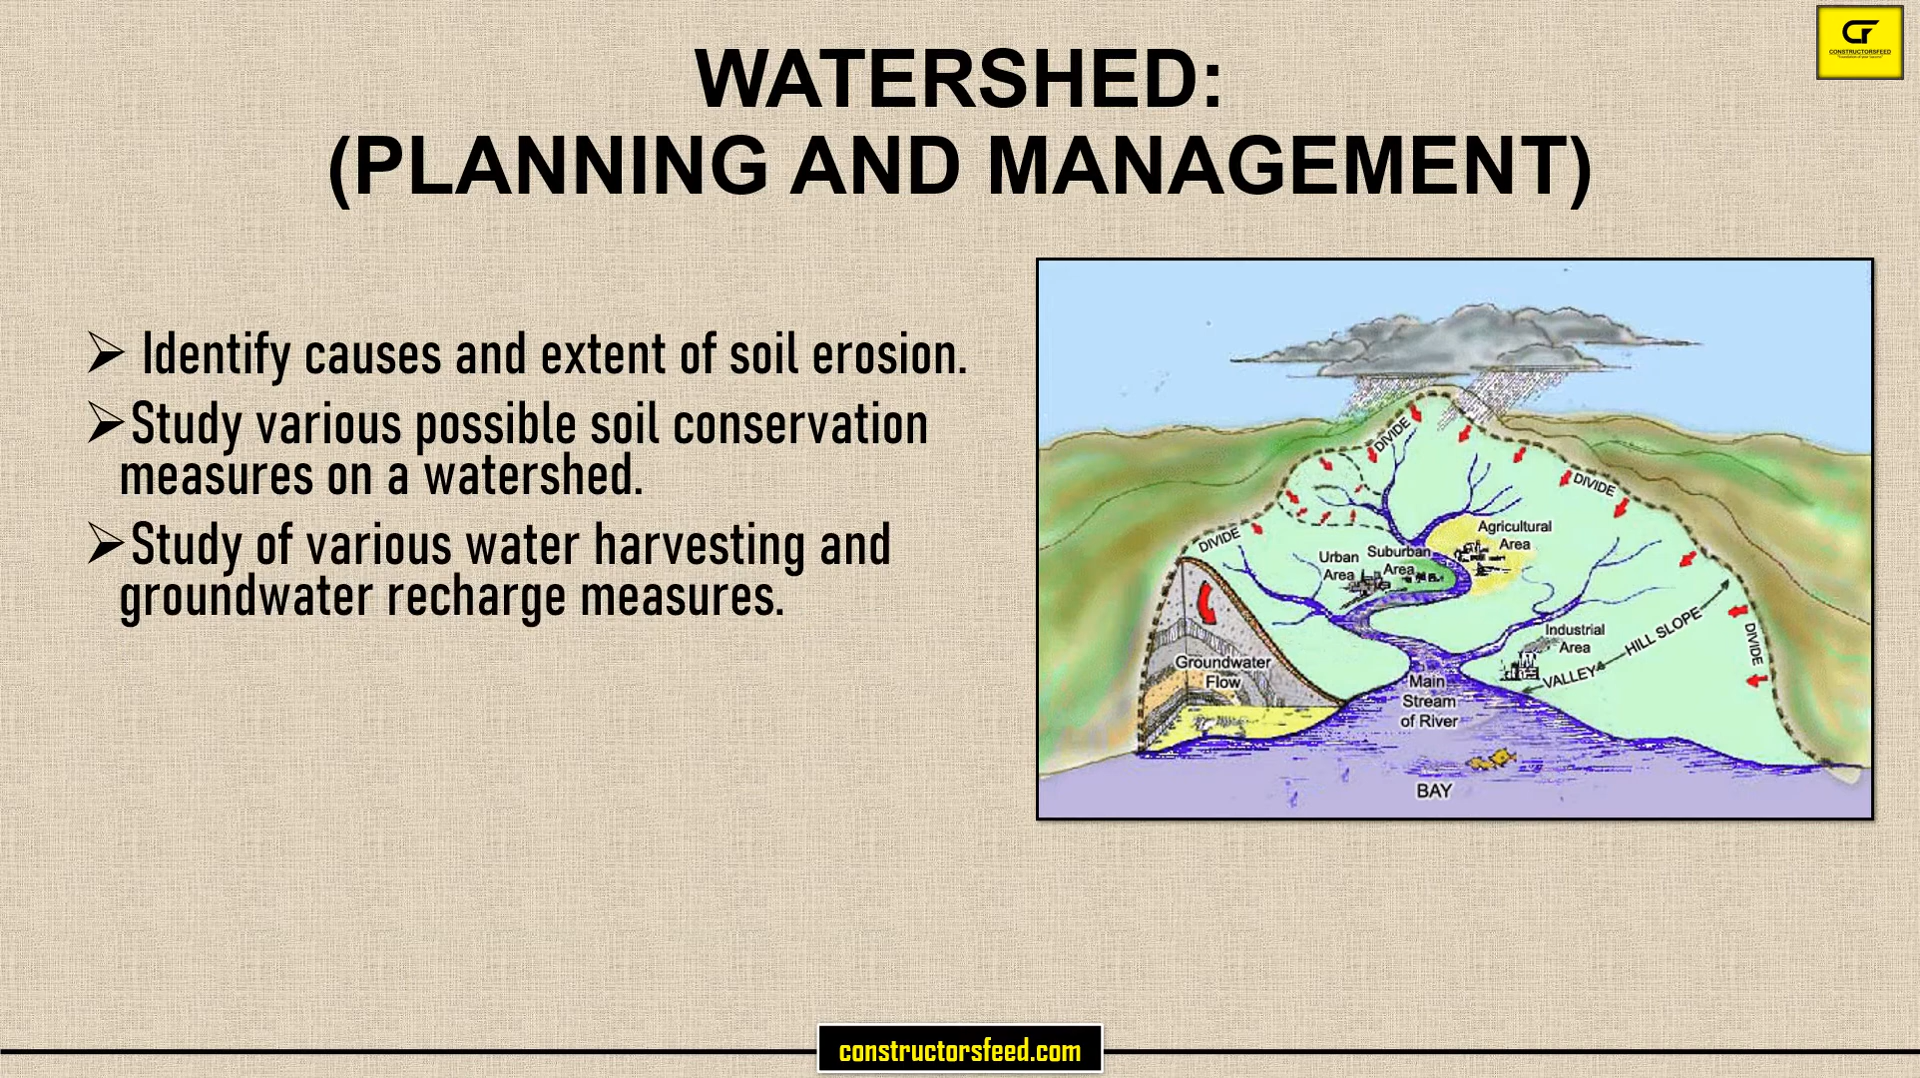 WATERSHED:
(PLANNING AND MANAGEMENT)
CONSTRUCTORSFEED
➢ Identify causes and extent of soil erosion.
➢Study various possible soil conservation
measures on a watershed.
➢Study of various water harvesting and
groundwater recharge measures.
DIVIDE
DIVIDE
DIVIDE
Agricultural
Area
Urban
Area
Suburban
Area
Industrial
Area
HILL SLOPE
VALLEY
DIVIDE
Groundwater
Flow
Main
Stream
of River
BAY
constructorsfeed.com